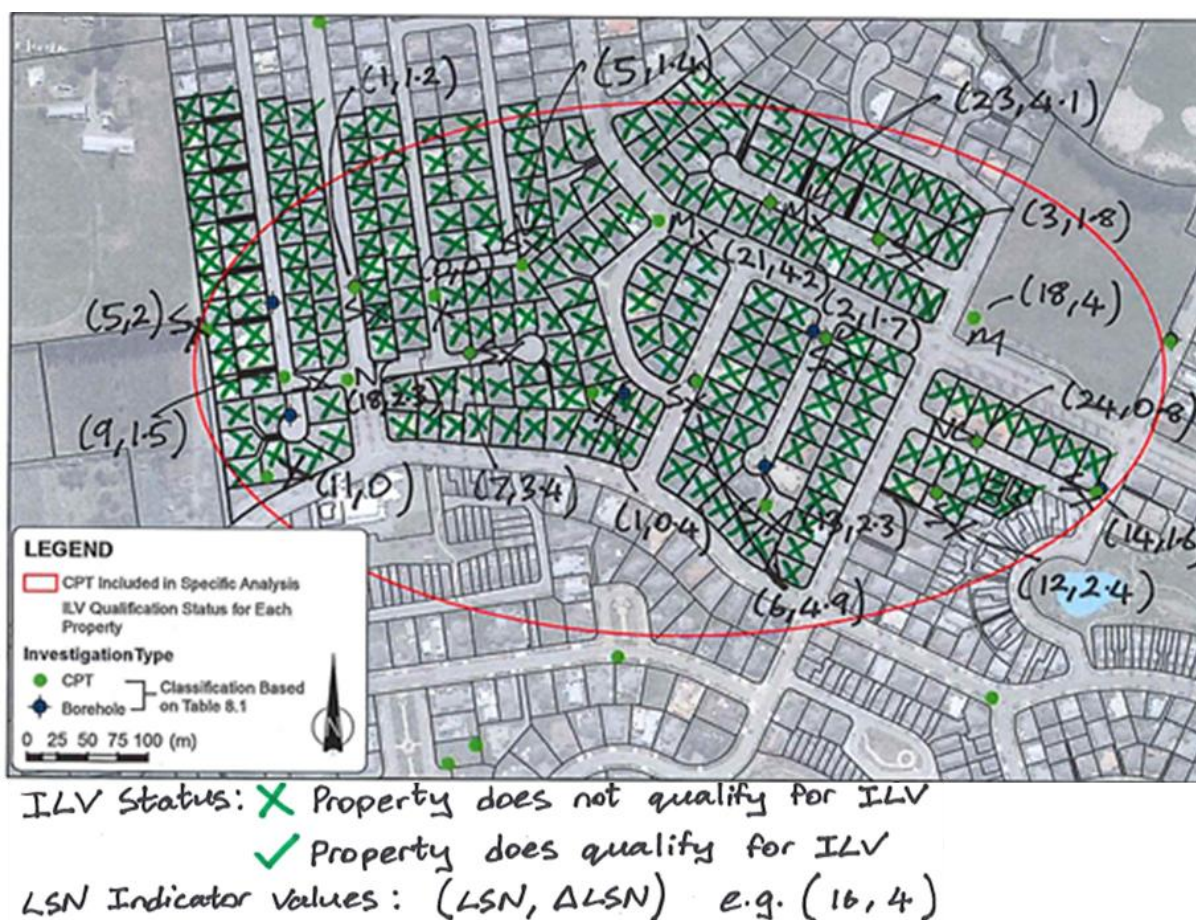 (1,1.2)
(5,1.4)
(23,4.1)
(3,1.8)
(0,0)
(21,4.2)
(2,1.7)
(18,4)
M
(5,2)
(9,1.5)
(18,2.3)
(24,0.8)
(11,0)
(7,3.4)
(1,0.4)
(13,2.3)
(14,1.6)
(6,4.9)
(12,2.4)
LEGEND
CPT Included in Specific Analysis
ILV Qualification Status for Each
Property
Investigation Type
CPT
Borehole
Classification Based
on Table 8.1
N
0 25 50 75 100 (m)
ILV Status: X Property does not qualify for ILV
✓ Property does qualify for ILV
LSN Indicator Values: (LSN, ΔLSN) e.g. (16, 4)